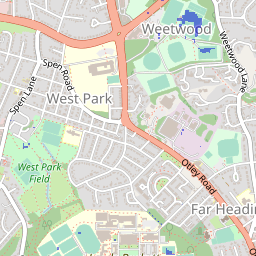 Weetwood
Weetwood Lane
Spen Road
Spen Lane
West Park
West Park
Field
Otley Road
Far Headin